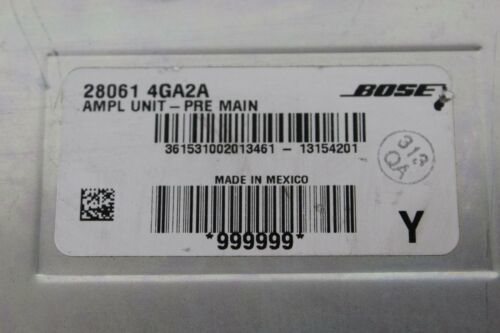 28061 4GA2A
BOSE
AMPL UNIT - PRE MAIN
361531002013461 - 13154201
313
QA
MADE IN MEXICO
*999999*
Y